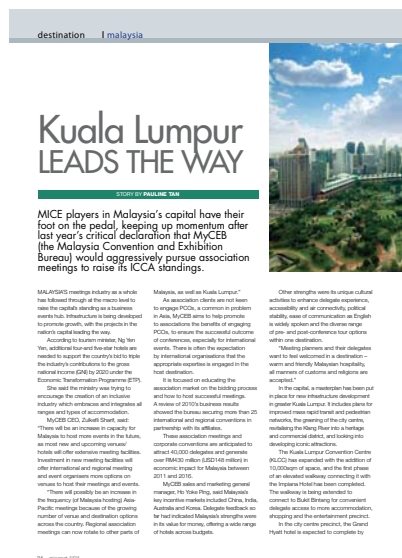 destination | malaysia
Kuala Lumpur
LEADS THE WAY
STORY BY PAULINE TAN
MICE players in Malaysia's capital have their
foot on the pedal, keeping up momentum after
last year's critical declaration that MyCEB
(the Malaysia Convention and Exhibition
Bureau) would aggressively pursue association
meetings to raise its ICCA standings.
MALAYSIA'S meetings industry as a whole
has followed through at the macro level to
raise the capital's standing as a business
events hub. Infrastructure is being developed
to promote growth, with the projects in the
nation's capital leading the way.
According to tourism minister, Ng Yen
Yen, additional four-and-five-star hotels are
needed to support the country's bid to triple
the industry's contributions to the gross
national income (GNI) by 2020 under the
Economic Transformation Programme (ETP).
She said the ministry was trying to
encourage the creation of an inclusive
industry which embraces and integrates all
ranges and types of accommodation.
MyCEB CEO, Zulkefli Sharif, said:
"There will be an increase in capacity for
Malaysia to host more events in the future,
as most new and upcoming venues/
hotels will offer extensive meeting facilities.
Investment in new meeting facilities will
offer international and regional meeting
and event organisers more options on
venues to host their meetings and events.
"There will possibly be an increase in
the frequency (of Malaysia hosting) Asia-
Pacific meetings because of the growing
number of venue and destination options
across the country. Regional association
meetings can now rotate to other parts of
Malaysia, as well as Kuala Lumpur."
As association clients are not keen
to engage PCOs, a common problem
in Asia, MyCEB aims to help promote
to associations the benefits of engaging
PCOs, to ensure the successful outcome
of conferences, especially for international
events. There is often the expectation
by international organisations that the
appropriate expertise is engaged in the
host destination.
It is focused on educating the
association market on the bidding process
and how to host successful meetings.
A review of 2010's business results
showed the bureau securing more than 25
international and regional conventions in
partnership with its affiliates.
These association meetings and
corporate conventions are anticipated to
attract 40,000 delegates and generate
over RM430 million (USD148 million) in
economic impact for Malaysia between
2011 and 2016.
MyCEB sales and marketing general
manager, Ho Yoke Ping, said Malaysia's
key incentive markets included China, India,
Australia and Korea. Delegate feedback so
far had indicated Malaysia's strengths were
in its value for money, offering a wide range
of hotels across budgets.
Other strengths were its unique cultural
activities to enhance delegate experience,
accessibility and air connectivity, political
stability, ease of communication as English
is widely spoken and the diverse range
of pre- and post-conference tour options
within one destination.
"Meeting planners and their delegates
want to feel welcomed in a destination –
warm and friendly Malaysian hospitality,
all manners of customs and religions are
accepted."
In the capital, a masterplan has been put
in place for new infrastructure development
in greater Kuala Lumpur. It includes plans for
improved mass rapid transit and pedestrian
networks, the greening of the city centre,
revitalising the Klang River into a heritage
and commercial district, and looking into
developing iconic attractions.
The Kuala Lumpur Convention Centre
(KLCC) has expanded with the addition of
10,000sqm of space, and the first phase
of an elevated walkway connecting it with
the Impiana Hotel has been completed.
The walkway is being extended to
connect to Bukit Bintang for convenient
delegate access to more accommodation,
shopping and the entertainment precinct.
In the city centre precinct, the Grand
Hyatt hotel is expected to complete by